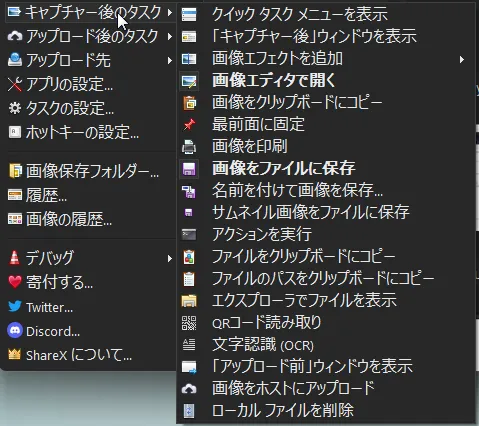 キャプチャー後のタスク
アップロード後のタスク
アップロード先
アプリの設定...
タスクの設定...
ホットキーの設定...
画像保存フォルダー...
履歴...
画像の履歴...
デバッグ
寄付する...
Twitter...
Discord...
ShareX について...
クイック タスク メニューを表示
「キャプチャー後」ウィンドウを表示
画像エフェクトを追加
画像エディタで開く
画像をクリップボードにコピー
最前面に固定
画像を印刷
画像をファイルに保存
名前を付けて画像を保存...
サムネイル画像をファイルに保存
アクションを実行
ファイルをクリップボードにコピー
ファイルのパスをクリップボードにコピー
エクスプローラでファイルを表示
QRコード読み取り
文字認識 (OCR)
「アップロード前」ウィンドウを表示
画像をホストにアップロード
ローカル ファイルを削除